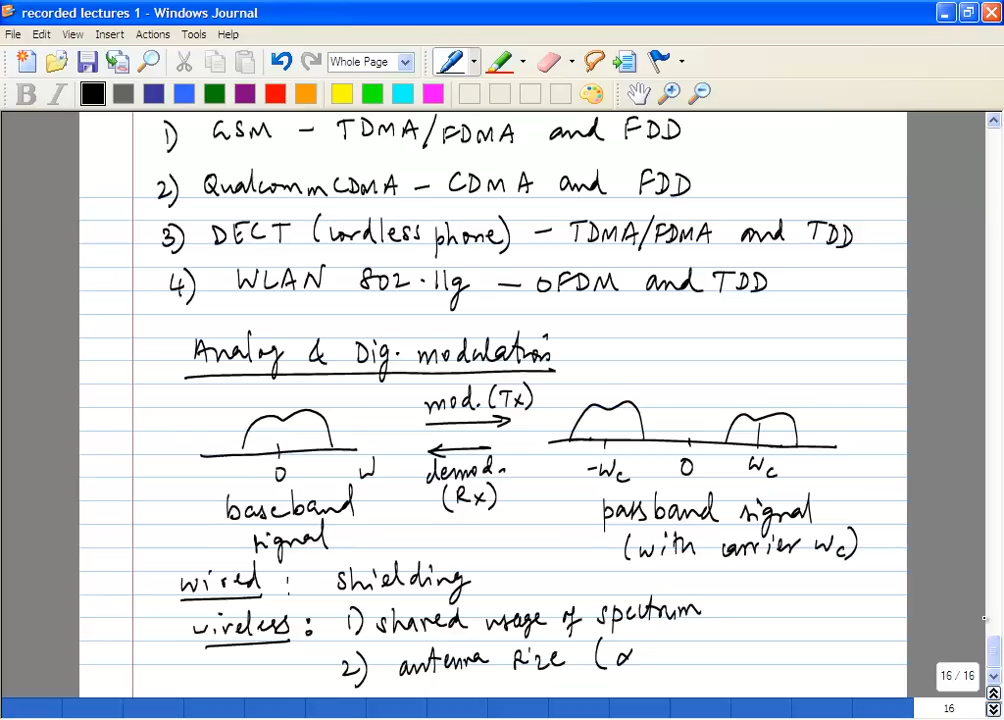 recorded lectures 1 - Windows Journal
File Edit View Insert Actions Tools Help
Whole Page
B I
1) GSM - TDMA/FDMA and FDD
2) Qualcomm CDMA - CDMA and FDD
3) DECT (cordless phone) - TDMA/FDMA and TDD
4) WLAN 802.11g - OFDM and TDD
Analog & Dig. modulations
mod. (Tx)
0 W
demod.
(Rx)
-Wc 0 Wc
baseband
signal
passband signal
(with carrier Wc)
wired : shielding
wireless : 1) shared usage of spectrum
2) antenna size (α
16 / 16
16